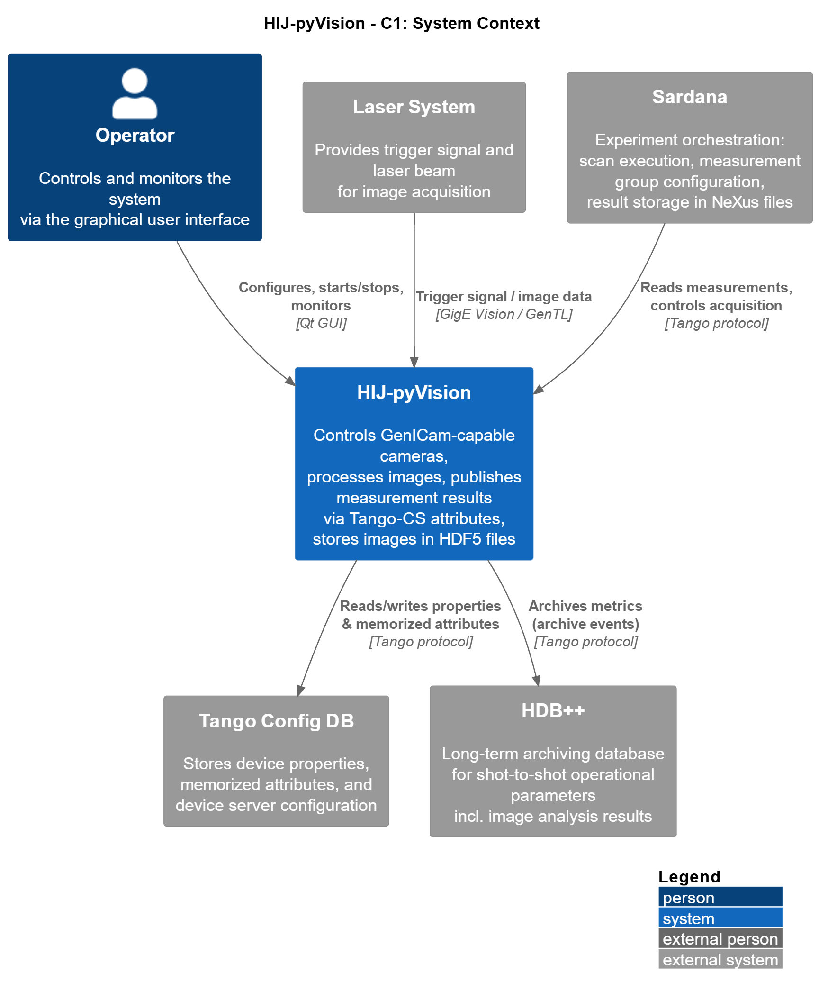 HIJ-pyVision - C1: System Context
Operator
Controls and monitors the
system
via the graphical user interface
Laser System
Provides trigger signal and
laser beam
for image acquisition
Sardana
Experiment orchestration:
scan execution, measurement
group configuration,
result storage in NeXus files
Configures, starts/stops,
monitors
[Qt GUI]
Trigger signal / image data
[GigE Vision / GenTL]
Reads measurements,
controls acquisition
[Tango protocol]
HIJ-pyVision
Controls GenICam-capable
cameras,
processes images, publishes
measurement results
via Tango-CS attributes,
stores images in HDF5 files
Reads/writes properties
& memorized attributes
[Tango protocol]
Archives metrics
(archive events)
[Tango protocol]
Tango Config DB
Stores device properties,
memorized attributes, and
device server configuration
HDB++
Long-term archiving database
for shot-to-shot operational
parameters
incl. image analysis results
Legend
person
system
external person
external system